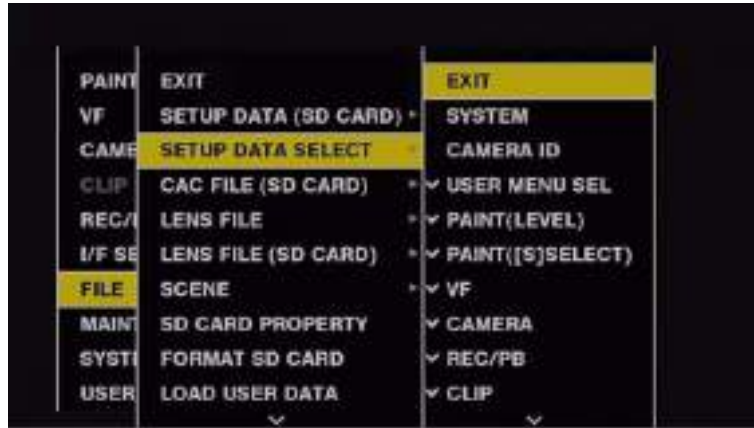 PAINT
VF
CAME
CLIP
REC/
I/F SE
FILE
MAINT
SYST
USER
EXIT
SETUP DATA (SD CARD)
SETUP DATA SELECT
CAC FILE (SD CARD)
LENS FILE
LENS FILE (SD CARD)
SCENE
SD CARD PROPERTY
FORMAT SD CARD
LOAD USER DATA
EXIT
SYSTEM
CAMERA ID
USER MENU SEL
PAINT(LEVEL)
PAINT([S]SELECT)
VF
CAMERA
REC/PB
CLIP